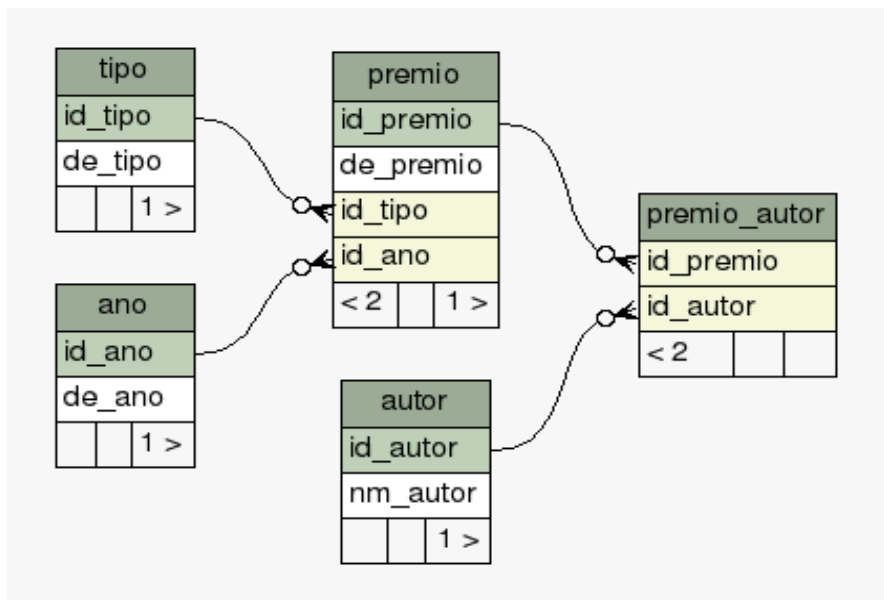 tipo
id_tipo
de_tipo
1 >
ano
id_ano
de_ano
1 >
premio
id_premio
de_premio
id_tipo
id_ano
< 2 1 >
autor
id_autor
nm_autor
1 >
premio_autor
id_premio
id_autor
< 2